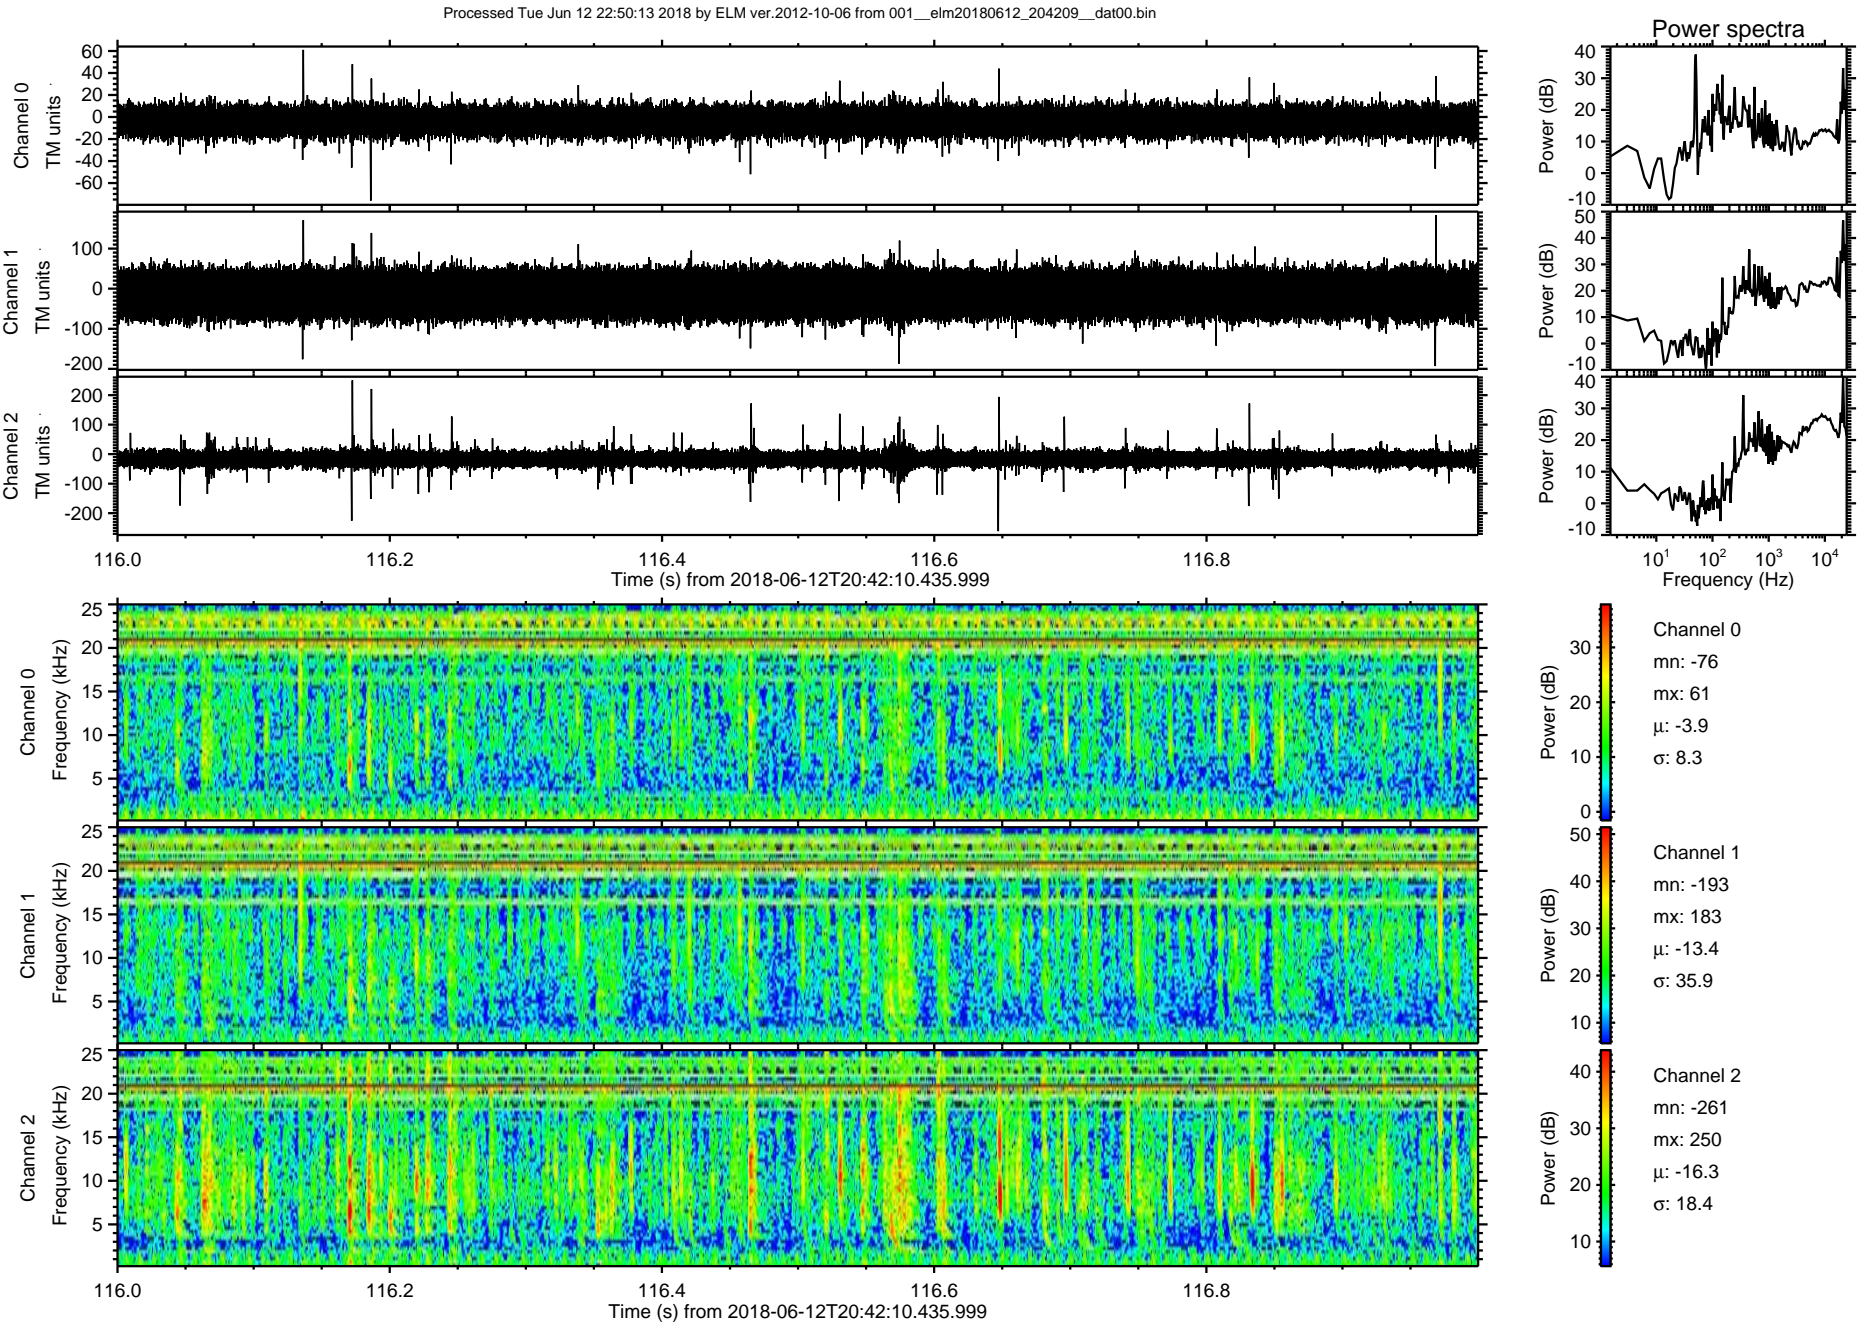 Processed Tue Jun 12 22:50:13 2018 by ELM ver.2012-10-06 from 001__elm20180612_204209__dat00.bin
Power spectra
Channel 0
TM units
60
40
20
0
-20
-40
-60
Power (dB)
40
30
20
10
0
-10
Channel 1
TM units
100
0
-100
-200
Power (dB)
50
40
30
20
10
0
-10
Channel 2
TM units
200
100
0
-100
-200
Power (dB)
40
30
20
10
0
-10
116.0
116.2
116.4
116.6
116.8
Time (s) from 2018-06-12T20:42:10.435.999
10^1
10^2
10^3
10^4
Frequency (Hz)
Channel 0
Frequency (kHz)
25
20
15
10
5
Power (dB)
30
20
10
0
Channel 0
mn: -76
mx: 61
μ: -3.9
σ: 8.3
Channel 1
Frequency (kHz)
25
20
15
10
5
Power (dB)
50
40
30
20
10
Channel 1
mn: -193
mx: 183
μ: -13.4
σ: 35.9
Channel 2
Frequency (kHz)
25
20
15
10
5
Power (dB)
40
30
20
10
Channel 2
mn: -261
mx: 250
μ: -16.3
σ: 18.4
116.0
116.2
116.4
116.6
116.8
Time (s) from 2018-06-12T20:42:10.435.999